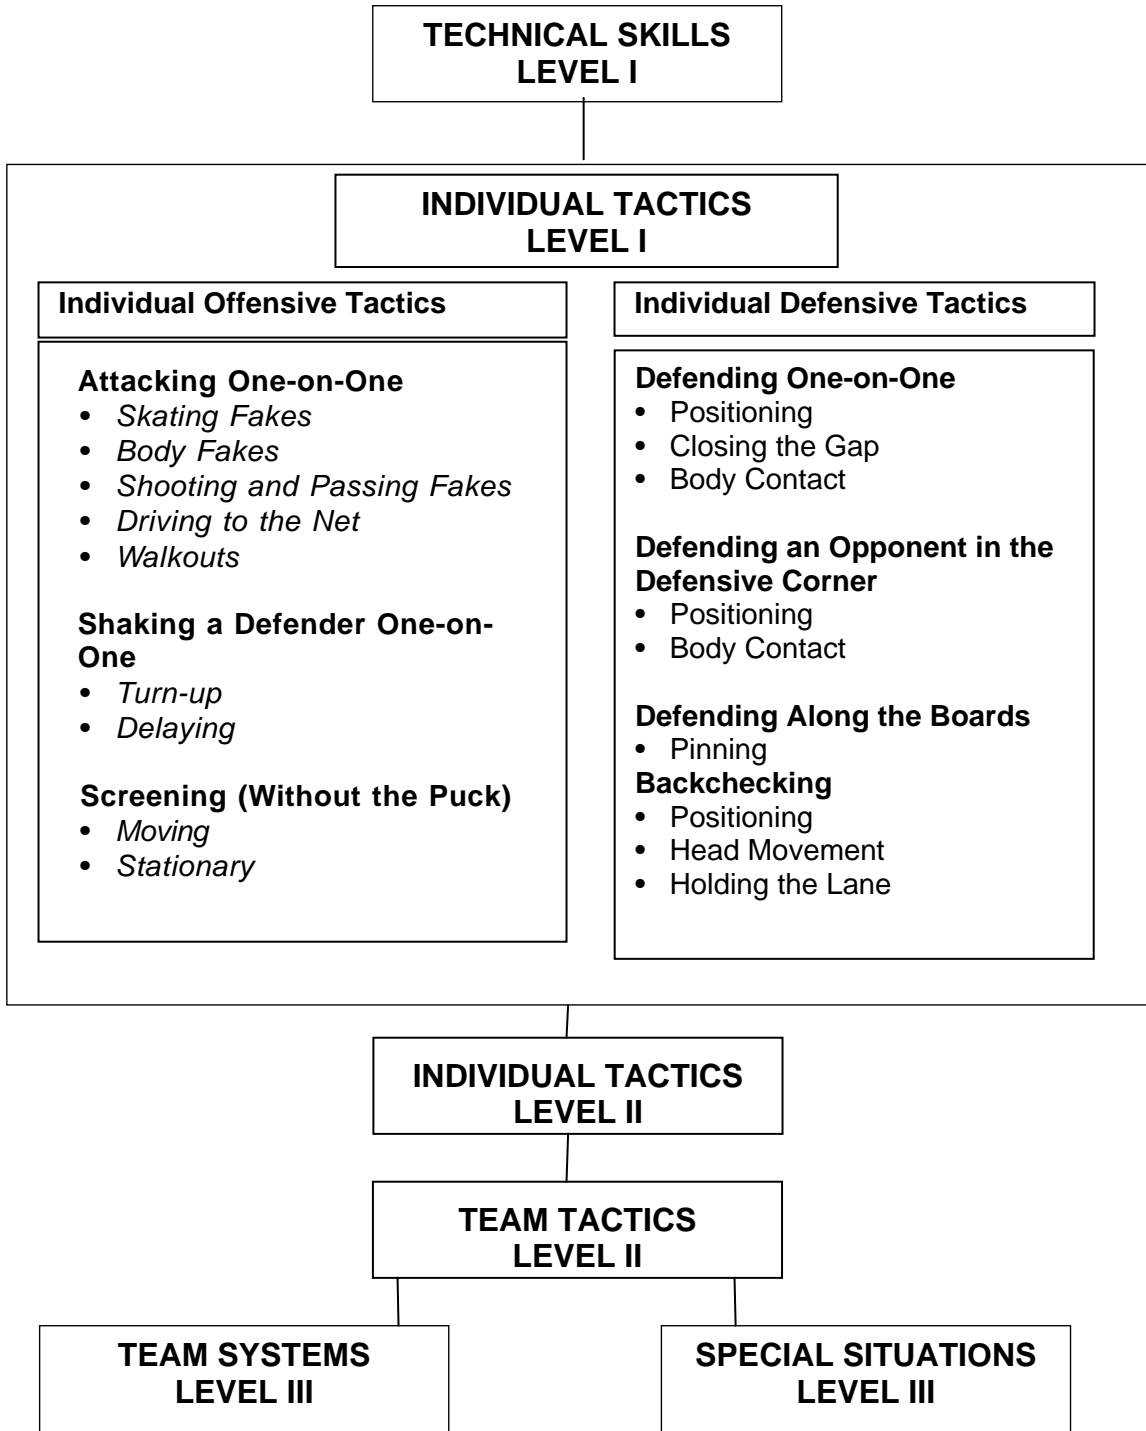 TECHNICAL SKILLS
LEVEL I
INDIVIDUAL TACTICS
LEVEL I
Individual Offensive Tactics
Attacking One-on-One
• Skating Fakes
• Body Fakes
• Shooting and Passing Fakes
• Driving to the Net
• Walkouts
Shaking a Defender One-on-
One
• Turn-up
• Delaying
Screening (Without the Puck)
• Moving
• Stationary
Individual Defensive Tactics
Defending One-on-One
• Positioning
• Closing the Gap
• Body Contact
Defending an Opponent in the
Defensive Corner
• Positioning
• Body Contact
Defending Along the Boards
• Pinning
Backchecking
• Positioning
• Head Movement
• Holding the Lane
INDIVIDUAL TACTICS
LEVEL II
TEAM TACTICS
LEVEL II
TEAM SYSTEMS
LEVEL III
SPECIAL SITUATIONS
LEVEL III